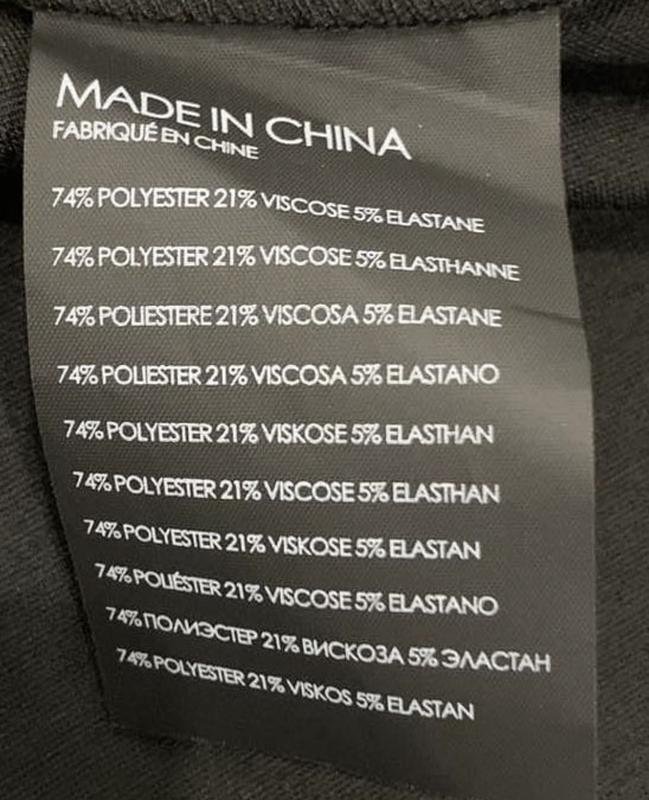 MADE IN CHINA
FABRIQUÉ EN CHINE
74% POLYESTER 21% VISCOSE 5% ELASTANE
74% POLYESTER 21% VISCOSE 5% ELASTHANNE
74% POLIESTERE 21% VISCOSA 5% ELASTANE
74% POLIESTER 21% VISCOSA 5% ELASTANO
74% POLYESTER 21% VISKOSE 5% ELASTHAN
74% POLYESTER 21% VISCOSE 5% ELASTHAN
74% POLYESTER 21% VISKOSE 5% ELASTAN
74% POLIÉSTER 21% VISCOSE 5% ELASTANO
74% ПОЛИЭСТЕР 21% ВИСКОЗА 5% ЭЛАСТАН
74% POLYESTER 21% VISKOS 5% ELASTAN